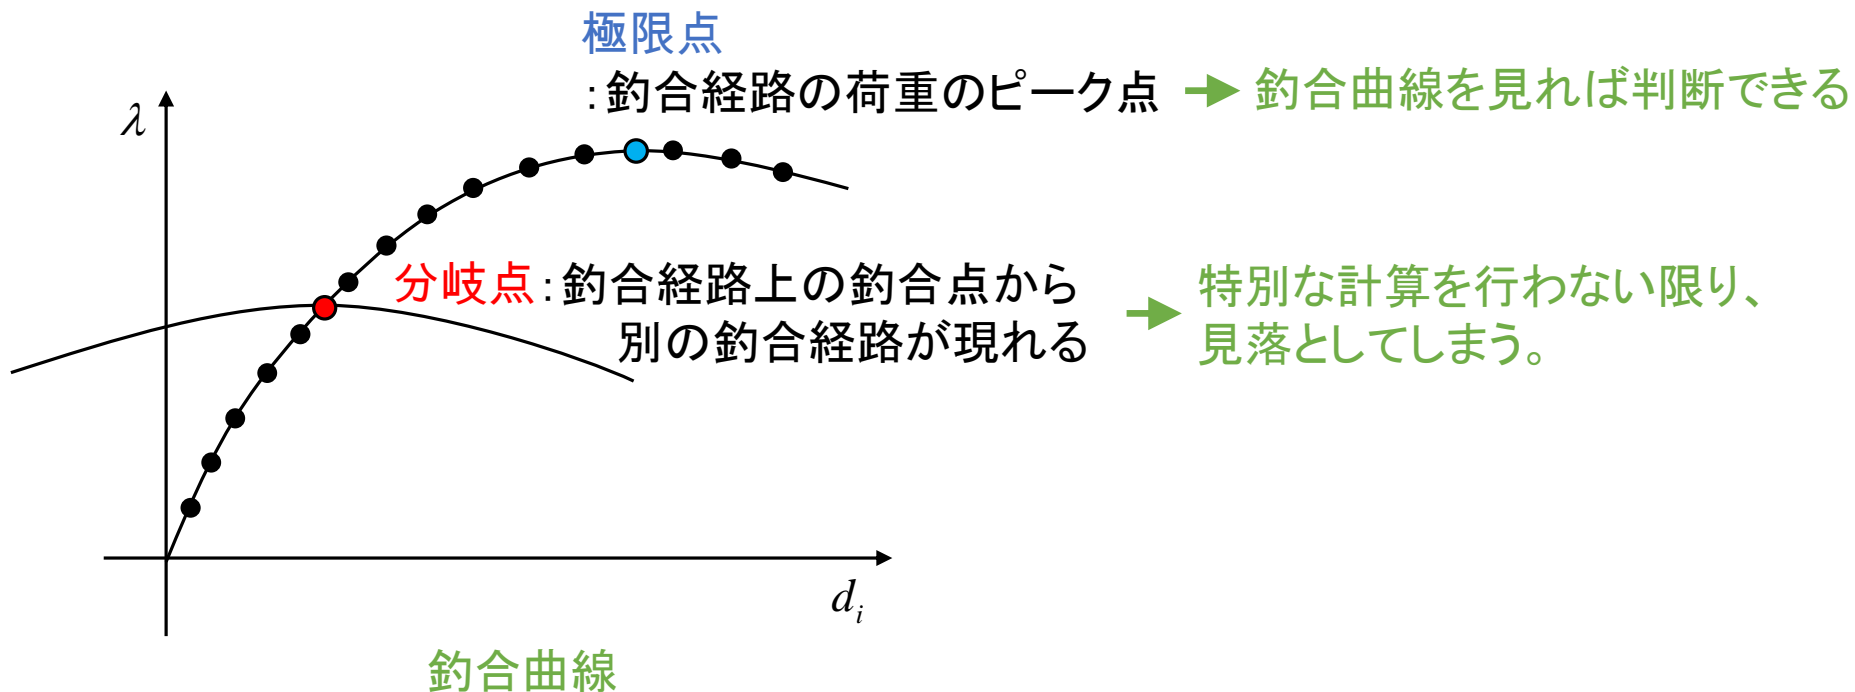 極限点
:釣合経路の荷重のピーク点
釣合曲線を見れば判断できる
λ
分岐点:釣合経路上の釣合点から
別の釣合経路が現れる
特別な計算を行わない限り、
見落としてしまう。
d_i
釣合曲線